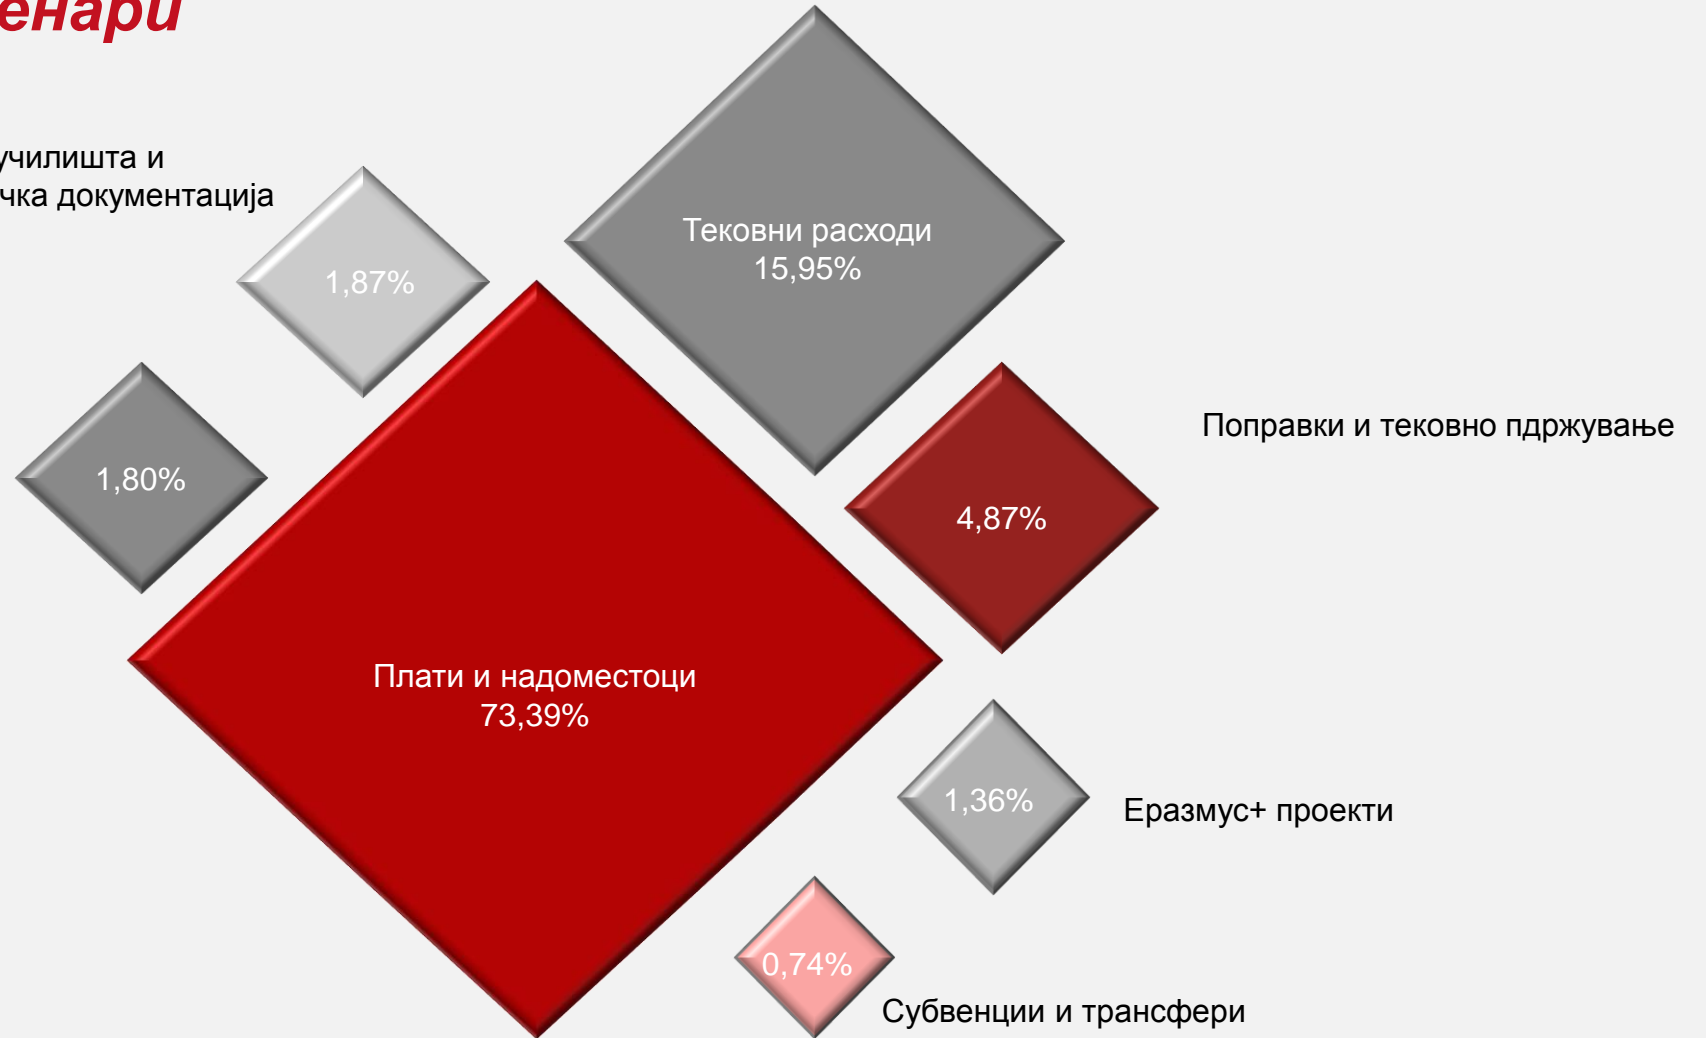 енари
училишта и
чка документација
Тековни расходи
15,95%
1,87%
Поправки и тековно пдржување
1,80%
4,87%
Плати и надоместоци
73,39%
1,36%
Еразмус+ проекти
0,74%
Субвенции и трансфери